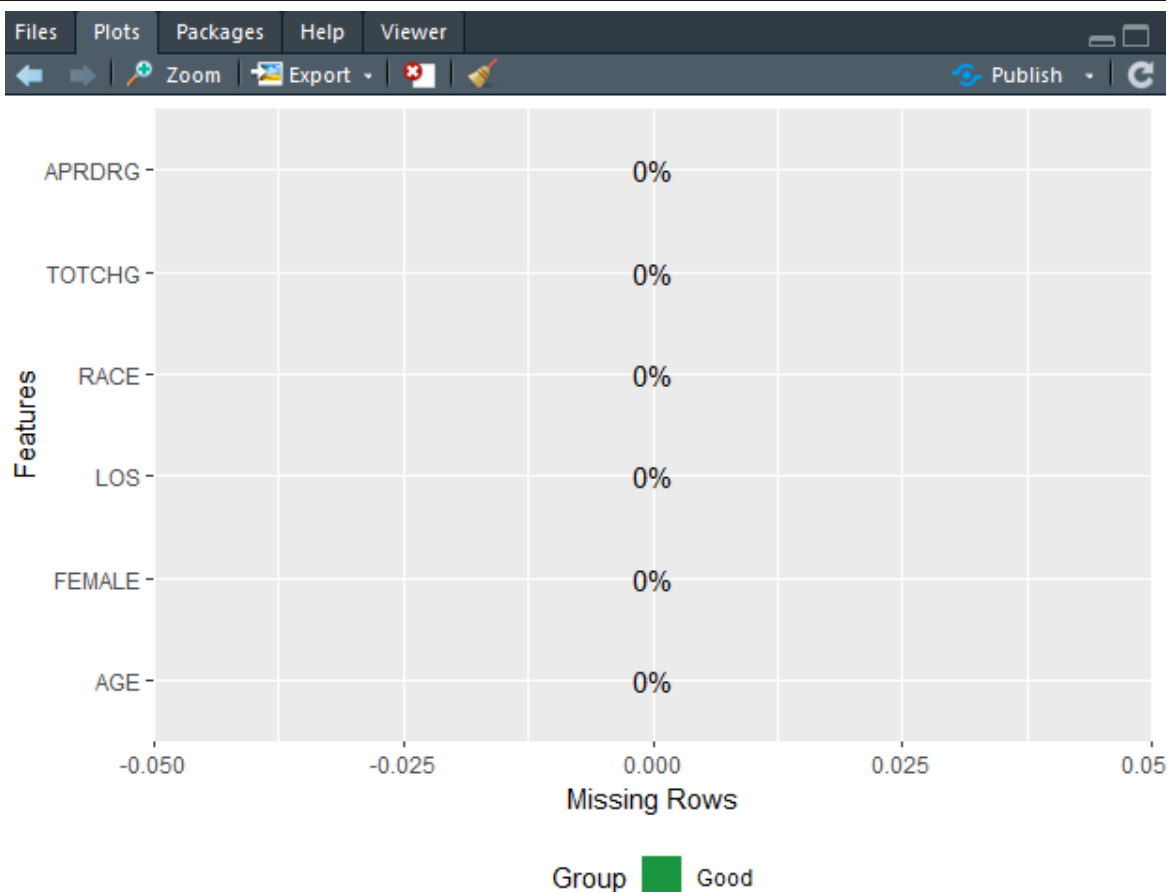 Files Plots Packages Help Viewer
Zoom Export Publish
APRDRG 0%
TOTCHG 0%
RACE 0%
LOS 0%
FEMALE 0%
AGE 0%
Features
-0.050 -0.025 0.000 0.025 0.05
Missing Rows
Group Good